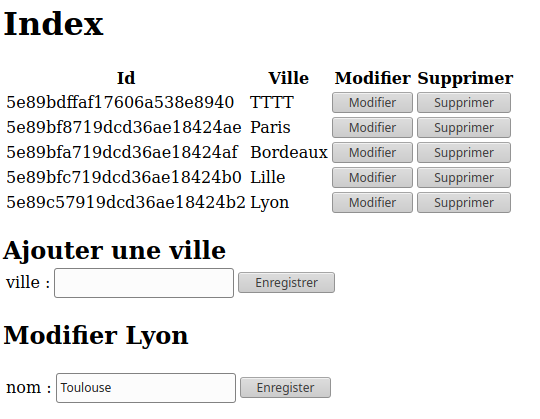 Index
Id Ville Modifier Supprimer
5e89bdffaf17606a538e8940 TTTT Modifier Supprimer
5e89bf8719dcd36ae18424ae Paris Modifier Supprimer
5e89bfa719dcd36ae18424af Bordeaux Modifier Supprimer
5e89bfc719dcd36ae18424b0 Lille Modifier Supprimer
5e89c57919dcd36ae18424b2 Lyon Modifier Supprimer
Ajouter une ville
ville : Enregistrer
Modifier Lyon
nom : Toulouse Enregister